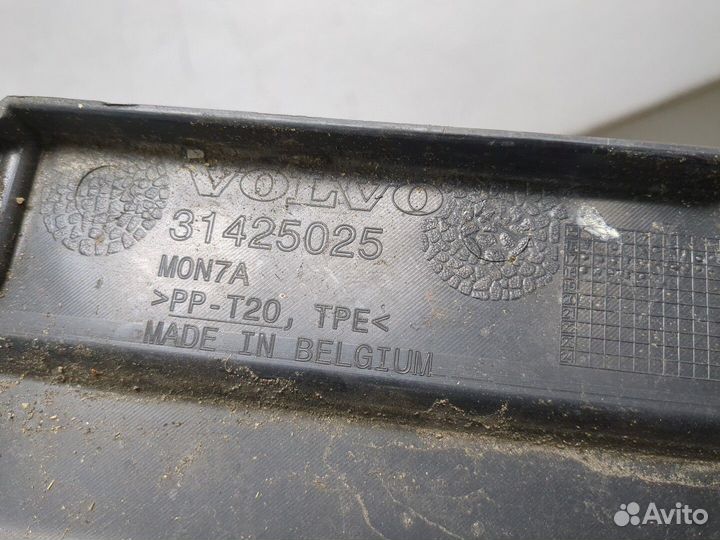 VOLVO
31425025
MON7A
>PP-T20, TPE<
MADE IN BELGIUM
Avito